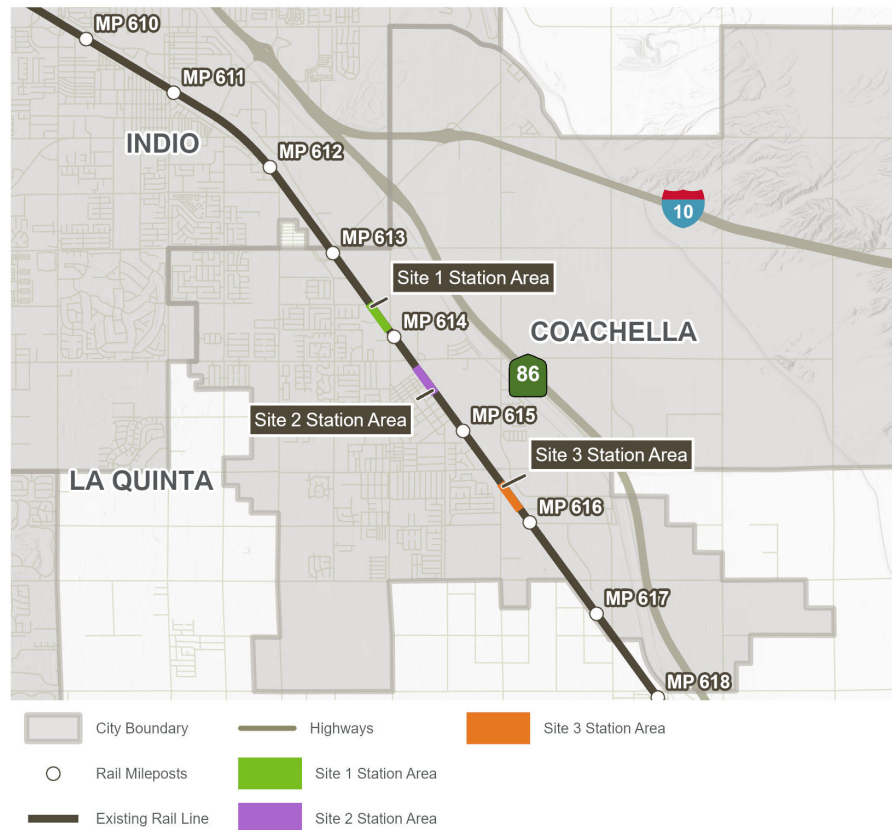 MP 610
MP 611
INDIO
MP 612
10
MP 613
Site 1 Station Area
MP 614
COACHELLA
86
Site 2 Station Area
MP 615
Site 3 Station Area
LA QUINTA
MP 616
MP 617
MP 618
City Boundary
Highways
Site 3 Station Area
Rail Mileposts
Site 1 Station Area
Existing Rail Line
Site 2 Station Area